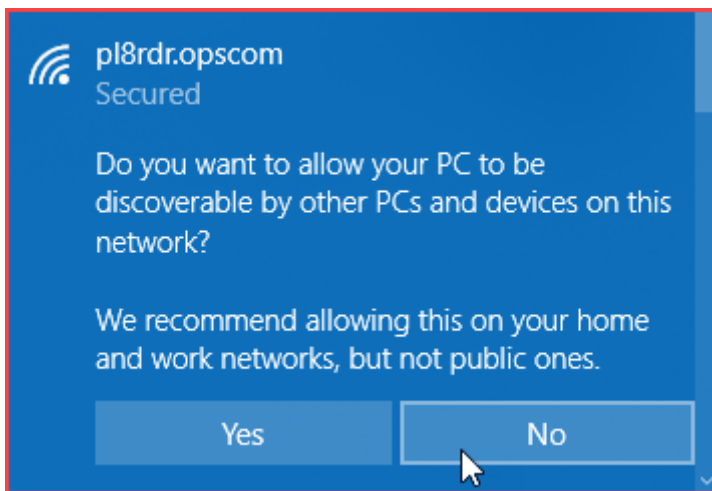 pl8rdr.opscom
Secured
Do you want to allow your PC to be
discoverable by other PCs and devices on this
network?
We recommend allowing this on your home
and work networks, but not public ones.
Yes
No